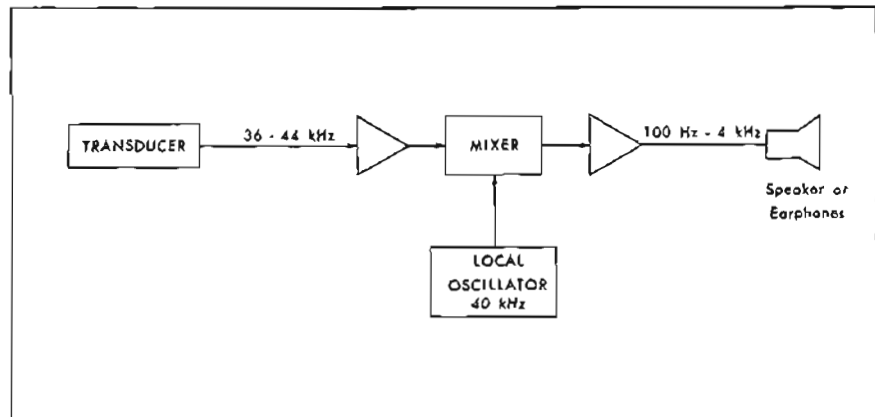 TRANSDUCER
36 - 44 kHz
MIXER
100 Hz - 4 kHz
Speaker or
Earphones
LOCAL
OSCILLATOR
40 kHz